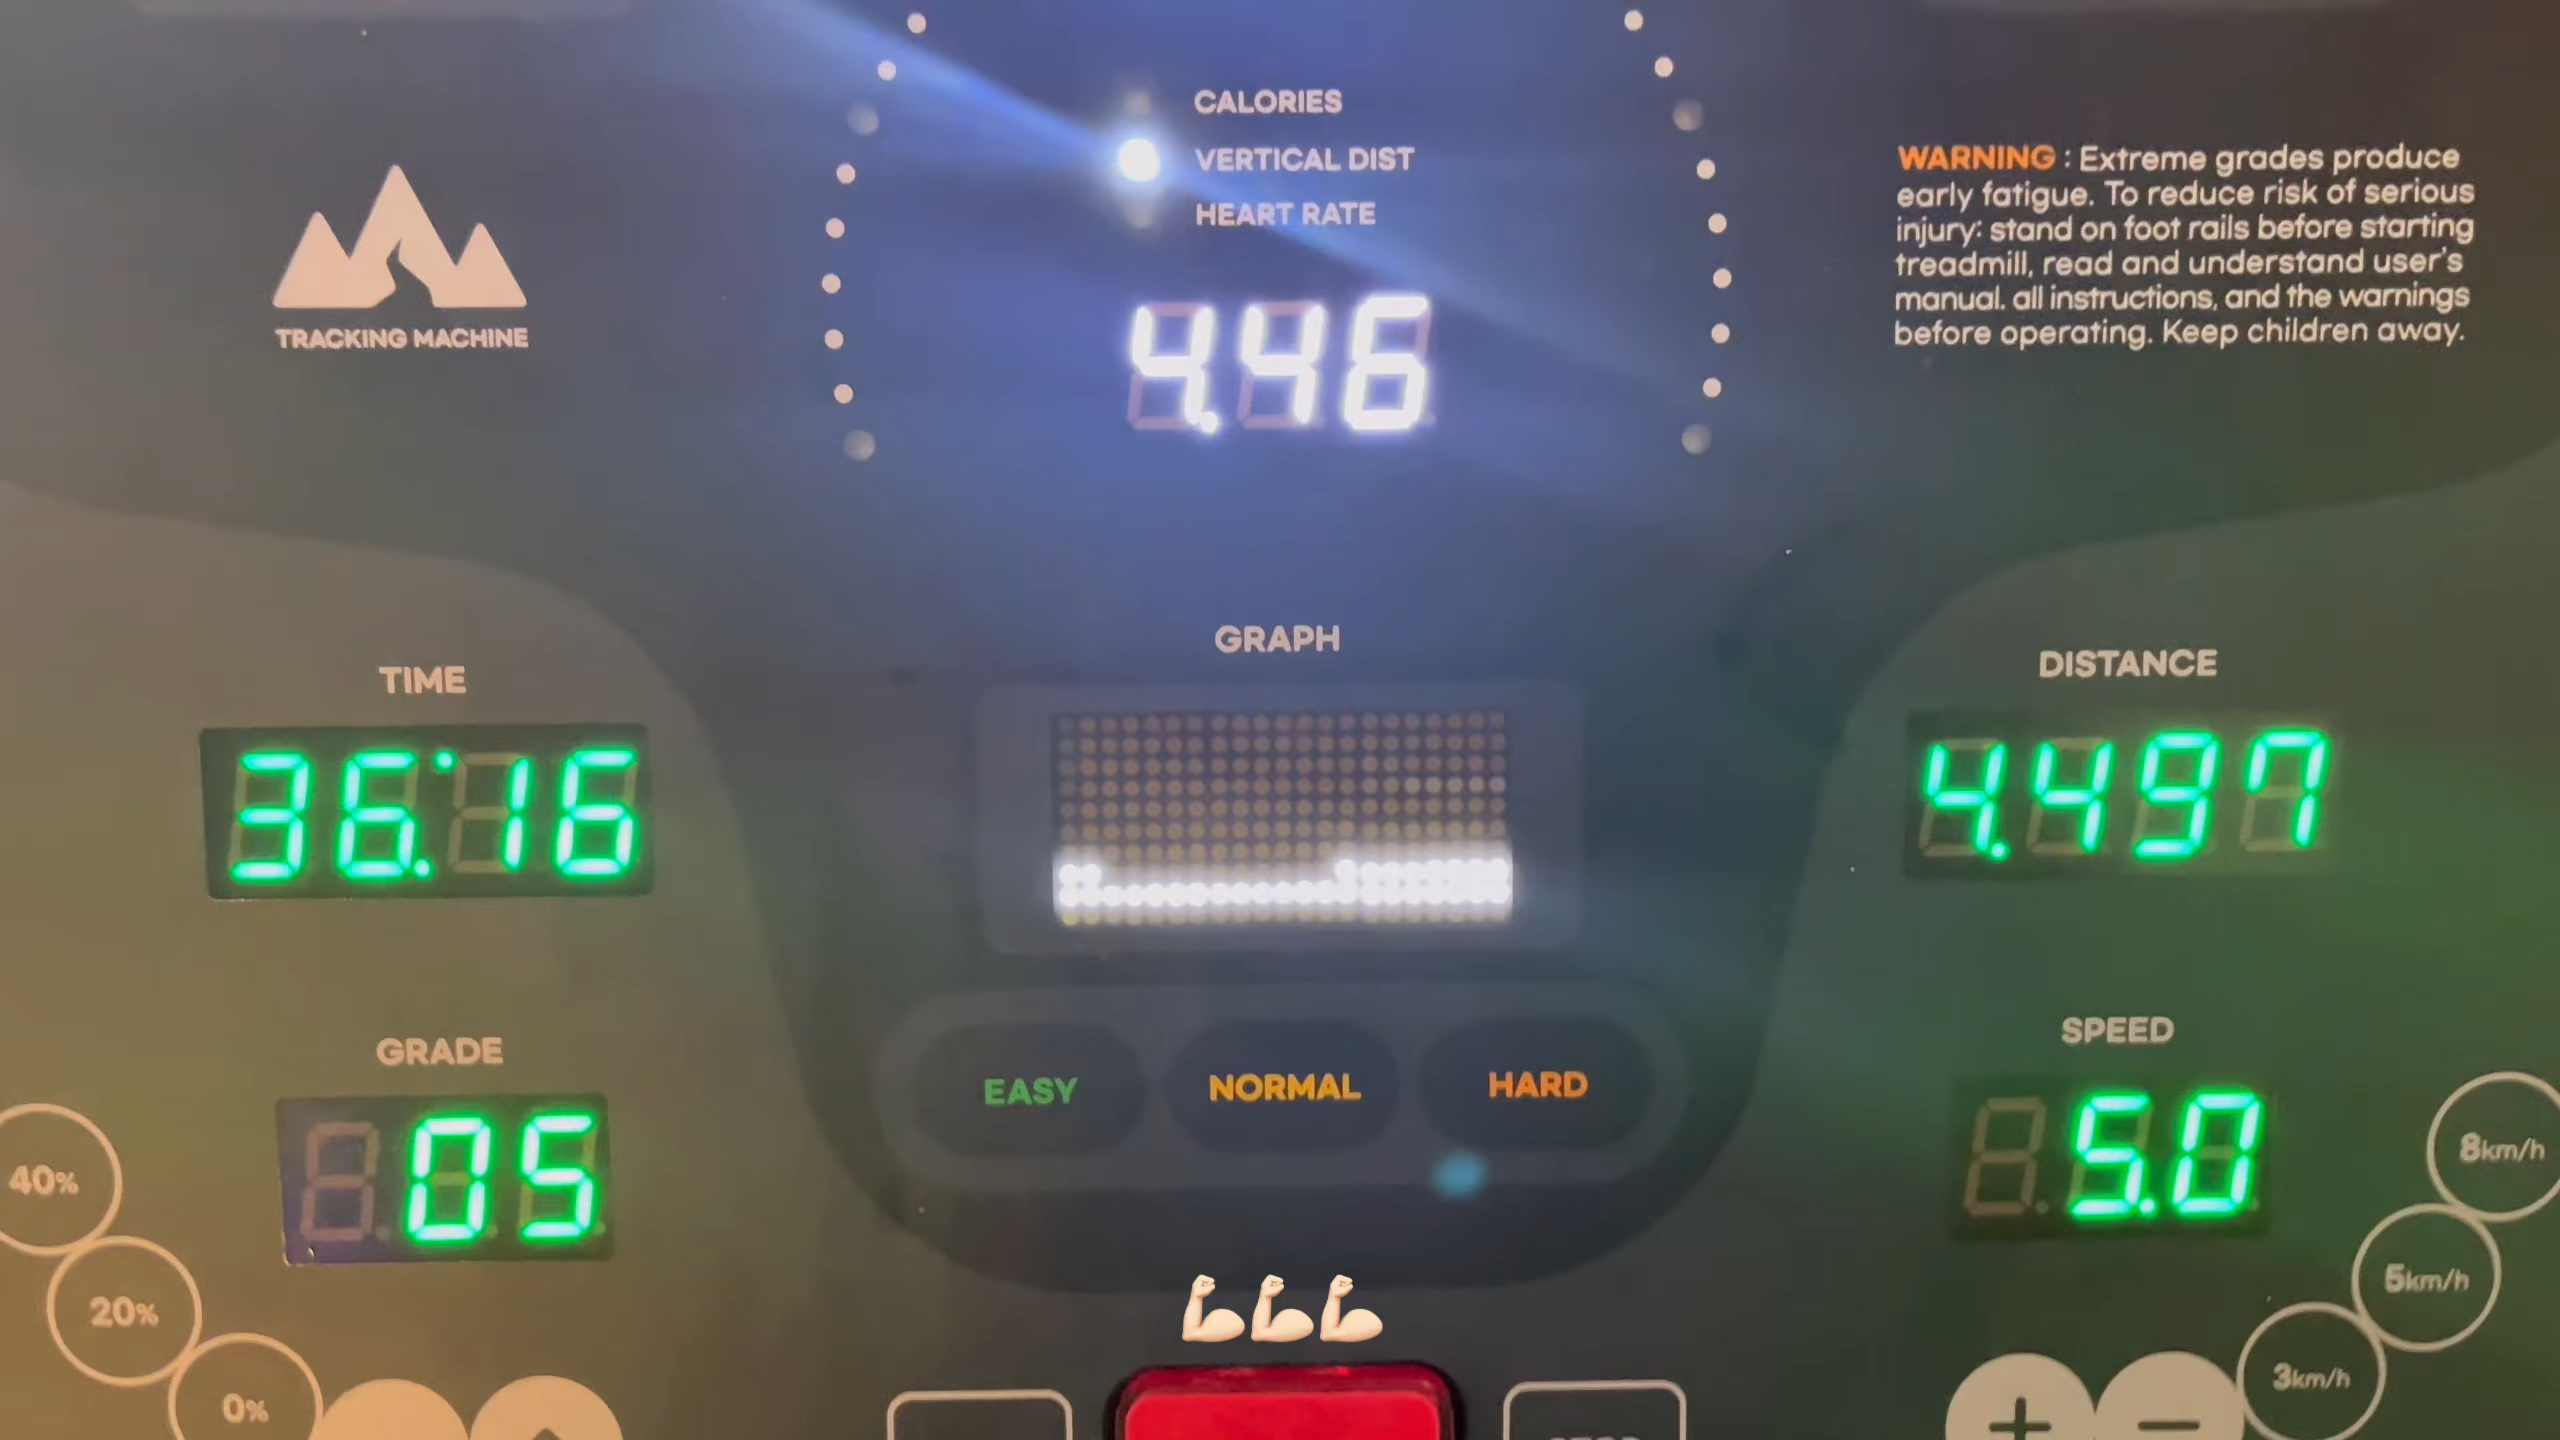 CALORIES
VERTICAL DIST
HEART RATE
4.46
TRACKING MACHINE
WARNING : Extreme grades produce
early fatigue. To reduce risk of serious
injury: stand on foot rails before starting
treadmill, read and understand user's
manual. all instructions, and the warnings
before operating. Keep children away.
TIME
36:16
GRAPH
DISTANCE
4.497
GRADE
05
EASY
NORMAL
HARD
SPEED
5.0
40%
20%
0%
💪🏻💪🏻💪🏻
8km/h
5km/h
3km/h
+
−